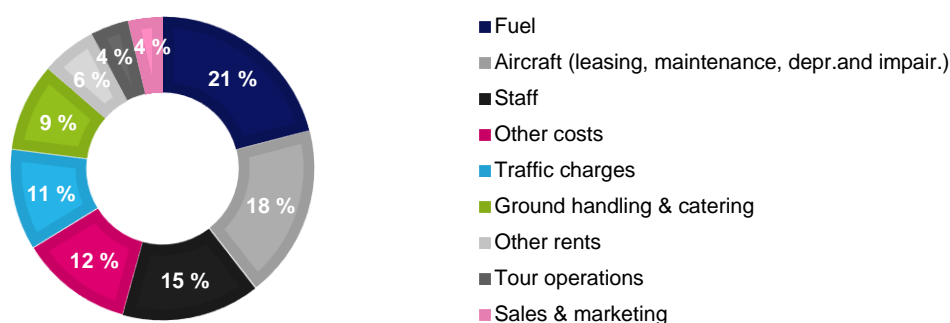 4 %
4 %
6 %
21 %
9 %
11 %
18 %
12 %
15 %
Fuel
Aircraft (leasing, maintenance, depr.and impair.)
Staff
Other costs
Traffic charges
Ground handling & catering
Other rents
Tour operations
Sales & marketing